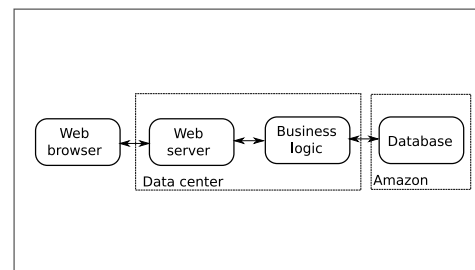 Web
browser
Web
server
Business
logic
Database
Data center
Amazon